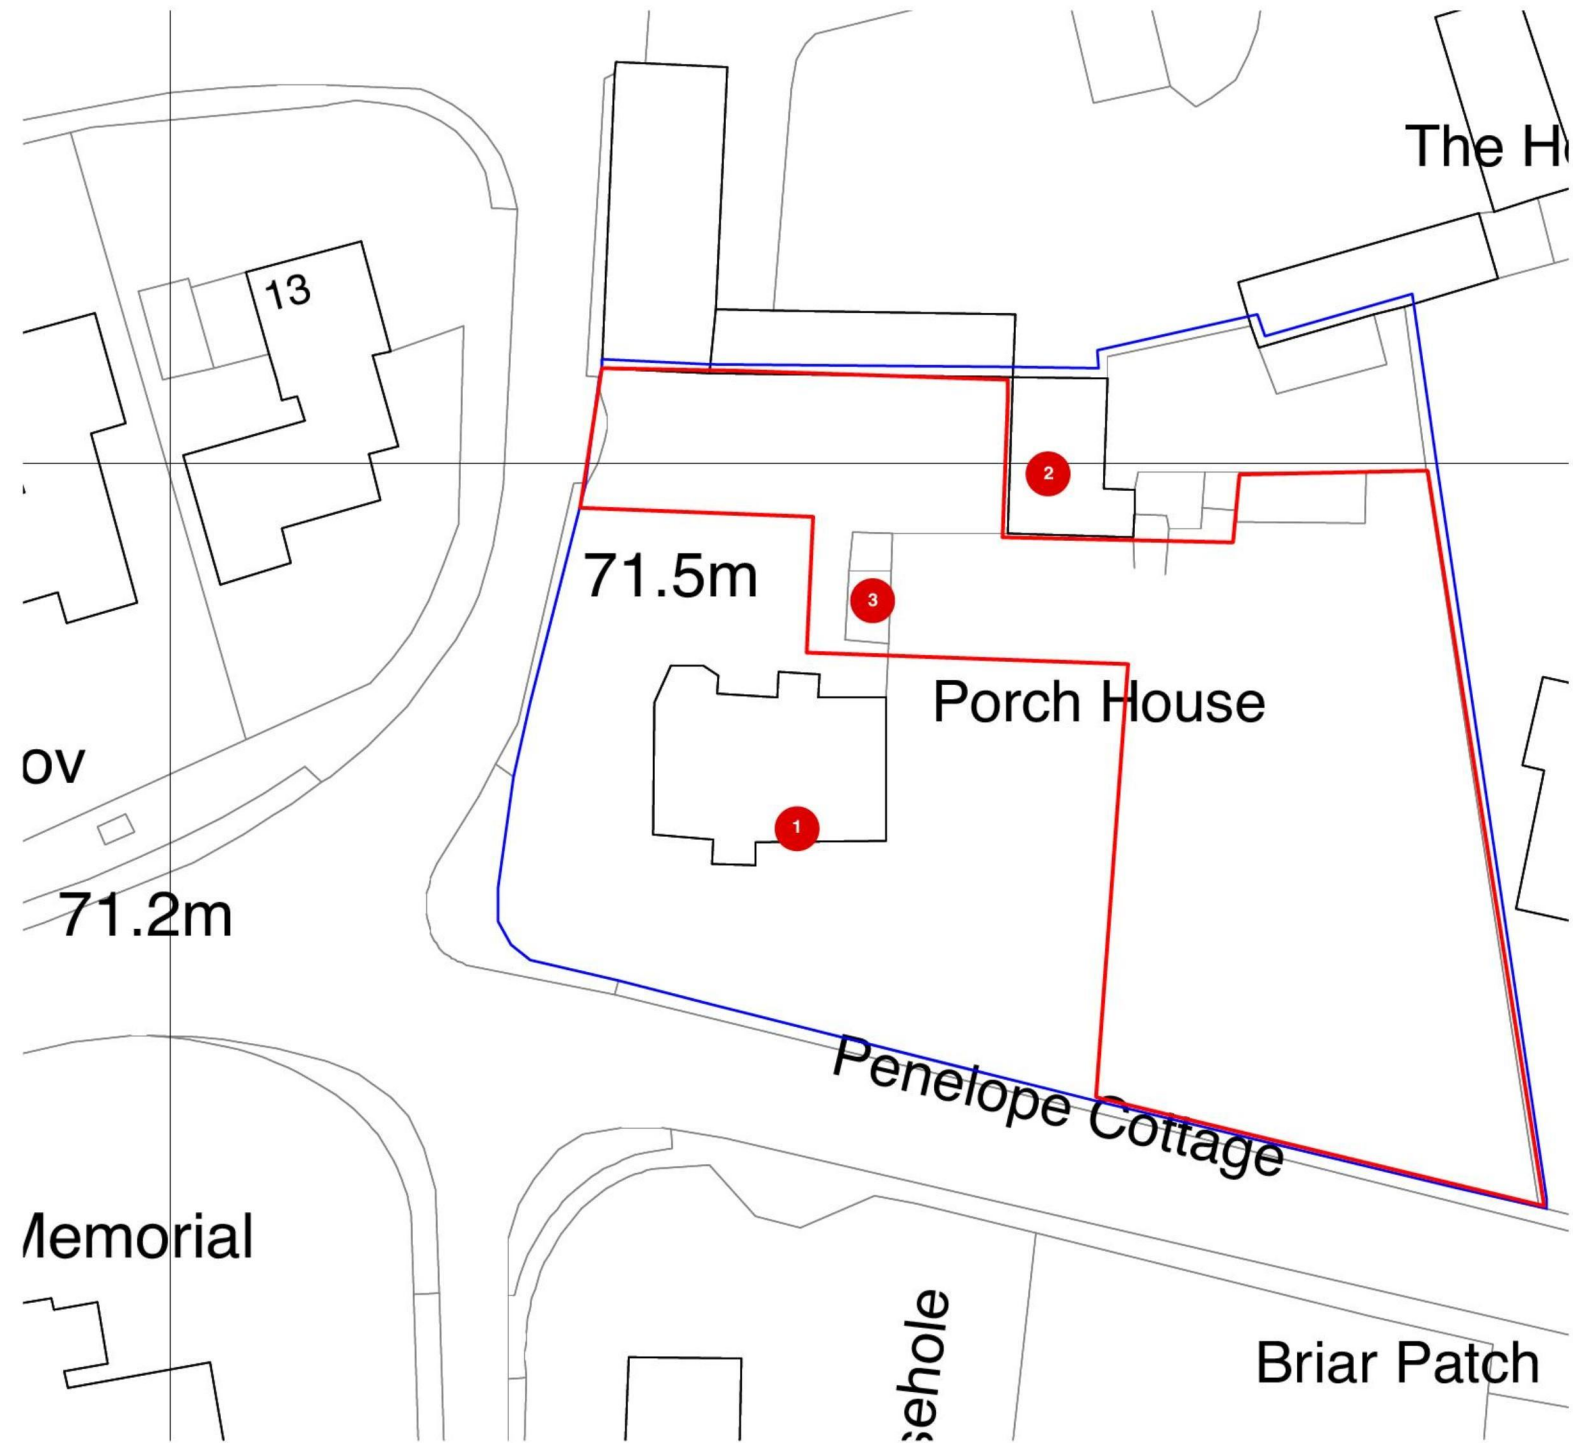 The H
13
2
71.5m
3
Porch House
ov
1
71.2m
Penelope Cottage
Memorial
sehole
Briar Patch